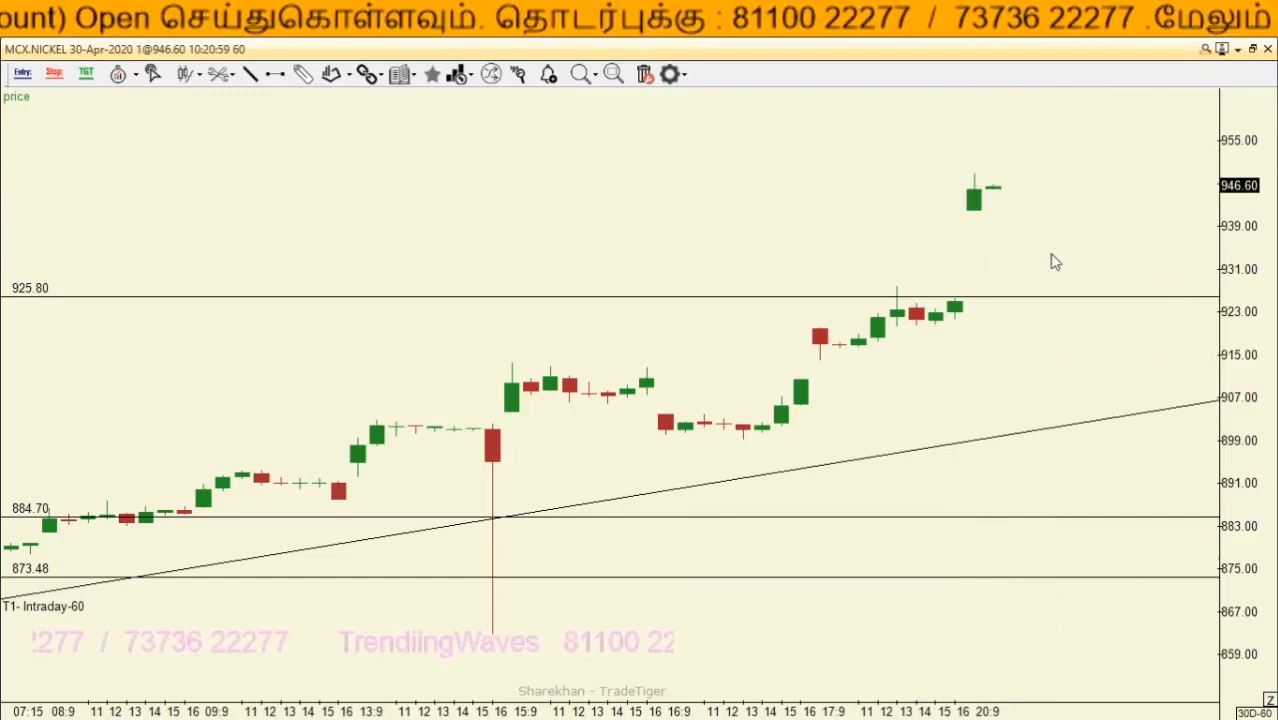 ount) Open செய்துகொள்ளவும். தொடர்புக்கு : 81100 22277 / 73736 22277 .மேலும்
MCX.NICKEL 30-Apr-2020 1@946.60 10:20:59 60
Entry: Stop: TGT
price
955.00
946.60
939.00
931.00
925.80
923.00
915.00
907.00
899.00
891.00
884.70
883.00
875.00
873.48
867.00
T1- Intraday-60
2277 / 73736 22277 TrendiingWaves 81100 22
859.00
Sharekhan - TradeTiger
Z
07:15 08:9 11 12 13 14 15 16 09:9 11 12 13 14 15 16 13:9 11 12 13 14 15 16 15:9 11 12 13 14 15 16 16:9 11 12 13 14 15 16 17:9 11 12 13 14 15 16 20:9 30D-60